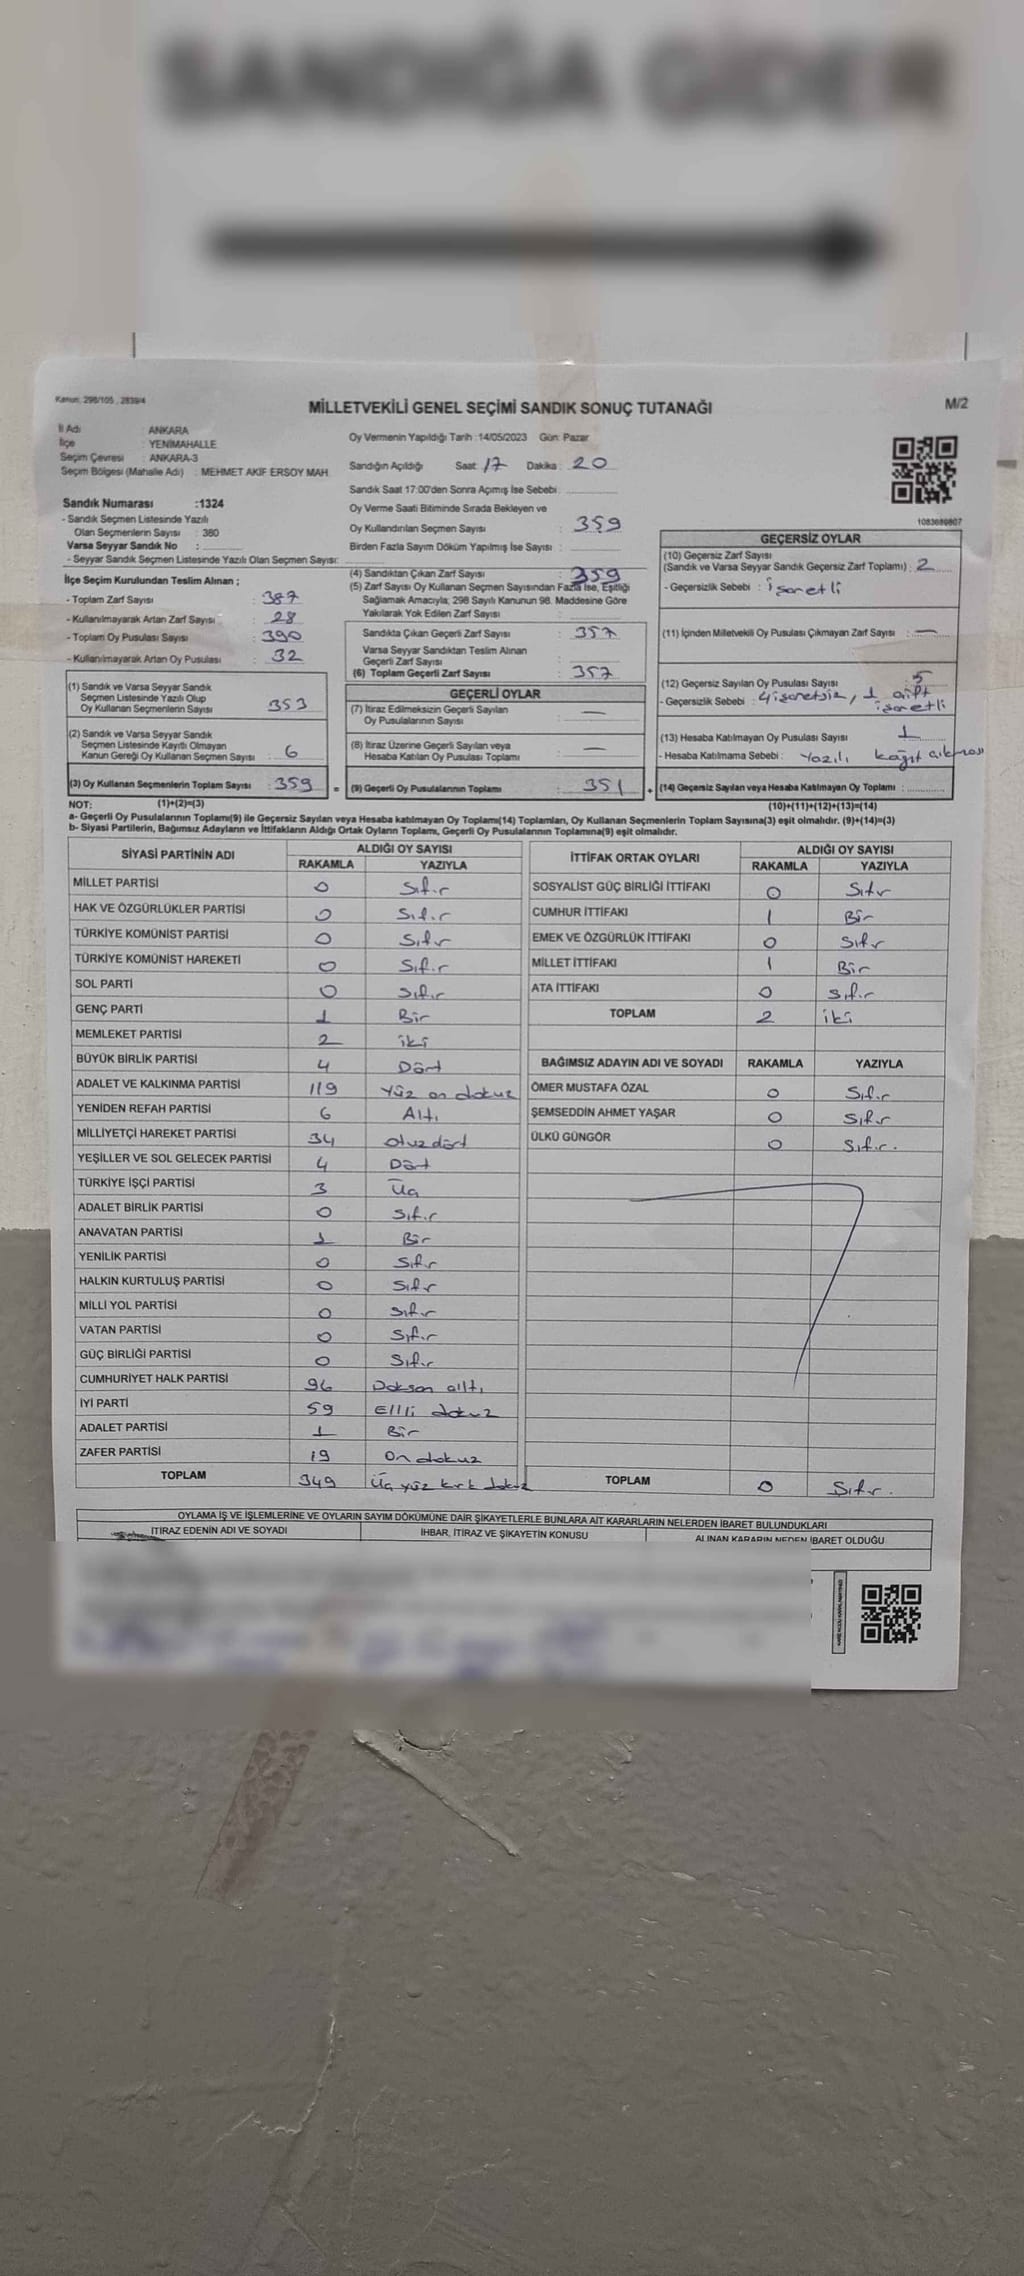 SANDIĞA GİDER
Kanun: 298/105 , 2839/4
MİLLETVEKİLİ GENEL SEÇİMİ SANDIK SONUÇ TUTANAĞI
M/2
İl Adı : ANKARA
İlçe : YENİMAHALLE
Seçim Çevresi : ANKARA-3
Seçim Bölgesi (Mahalle Adı) : MEHMET AKİF ERSOY MAH.
Sandık Numarası :1324
- Sandık Seçmen Listesinde Yazılı
Olan Seçmenlerin Sayısı : 380
Varsa Seyyar Sandık No :
- Seyyar Sandık Seçmen Listesinde Yazılı Olan Seçmen Sayısı:
İlçe Seçim Kurulundan Teslim Alınan ;
- Toplam Zarf Sayısı : 387
- Kullanılmayarak Artan Zarf Sayısı : 28
- Toplam Oy Pusulası Sayısı : 390
- Kullanılmayarak Artan Oy Pusulası : 32
(1) Sandık ve Varsa Seyyar Sandık
Seçmen Listesinde Yazılı Olup
Oy Kullanan Seçmenlerin Sayısı : 353
(2) Sandık ve Varsa Seyyar Sandık
Seçmen Listesinde Kayıtlı Olmayan
Kanun Gereği Oy Kullanan Seçmen Sayısı : 6
(3) Oy Kullanan Seçmenlerin Toplam Sayısı : 359 =
Oy Vermenin Yapıldığı Tarih :14/05/2023 Gün: Pazar
Sandığın Açıldığı Saat : 17 Dakika : 20
Sandık Saat 17:00'den Sonra Açımış İse Sebebi:
Oy Verme Saati Bitiminde Sırada Bekleyen ve
Oy Kullandırılan Seçmen Sayısı : 359
Birden Fazla Sayım Döküm Yapılmış İse Sayısı :
(4) Sandıktan Çıkan Zarf Sayısı : 359
(5) Zarf Sayısı Oy Kullanan Seçmen Sayısından Fazla İse, Eşitliği
Sağlamak Amacıyla; 298 Sayılı Kanunun 98. Maddesine Göre
Yakılarak Yok Edilen Zarf Sayısı :
Sandıkta Çıkan Geçerli Zarf Sayısı : 357
Varsa Seyyar Sandıktan Teslim Alınan
Geçerli Zarf Sayısı :
(6) Toplam Geçerli Zarf Sayısı : 357
GEÇERLİ OYLAR
(7) İtiraz Edilmeksizin Geçerli Sayılan
Oy Pusulalarının Sayısı : —
(8) İtiraz Üzerine Geçerli Sayılan veya
Hesaba Katılan Oy Pusulası Toplamı : —
(9) Geçerli Oy Pusulalarının Toplamı : 351 +
1083689807
GEÇERSİZ OYLAR
(10) Geçersiz Zarf Sayısı
(Sandık ve Varsa Seyyar Sandık Geçersiz Zarf Toplamı) : 2
- Geçersizlik Sebebi : işaretli
(11) İçinden Milletvekili Oy Pusulası Çıkmayan Zarf Sayısı : —
(12) Geçersiz Sayılan Oy Pusulası Sayısı : 5
- Geçersizlik Sebebi : 4 işaretsiz, 1 çift
işaretli
(13) Hesaba Katılmayan Oy Pusulası Sayısı : 1
- Hesaba Katılmama Sebebi : Yazılı kağıt çıkması
(14) Geçersiz Sayılan veya Hesaba Katılmayan Oy Toplamı :
NOT: (1)+(2)=(3) (10)+(11)+(12)+(13)=(14)
a- Geçerli Oy Pusulalarının Toplamı(9) ile Geçersiz Sayılan veya Hesaba katılmayan Oy Toplamı(14) Toplamları, Oy Kullanan Seçmenlerin Toplam Sayısına(3) eşit olmalıdır. (9)+(14)=(3)
b- Siyasi Partilerin, Bağımsız Adayların ve İttifakların Aldığı Ortak Oyların Toplamı, Geçerli Oy Pusulalarının Toplamına(9) eşit olmalıdır.
SİYASİ PARTİNİN ADI ALDIĞI OY SAYISI
RAKAMLA YAZIYLA
MİLLET PARTİSİ 0 Sıfır
HAK VE ÖZGÜRLÜKLER PARTİSİ 0 Sıfır
TÜRKİYE KOMÜNİST PARTİSİ 0 Sıfır
TÜRKİYE KOMÜNİST HAREKETİ 0 Sıfır
SOL PARTİ 0 Sıfır
GENÇ PARTİ 1 Bir
MEMLEKET PARTİSİ 2 iki
BÜYÜK BİRLİK PARTİSİ 4 Dört
ADALET VE KALKINMA PARTİSİ 119 Yüz on dokuz
YENİDEN REFAH PARTİSİ 6 Altı
MİLLİYETÇİ HAREKET PARTİSİ 34 otuzdört
YEŞİLLER VE SOL GELECEK PARTİSİ 4 Dört
TÜRKİYE İŞÇİ PARTİSİ 3 Üç
ADALET BİRLİK PARTİSİ 0 Sıfır
ANAVATAN PARTİSİ 1 Bir
YENİLİK PARTİSİ 0 Sıfır
HALKIN KURTULUŞ PARTİSİ 0 Sıfır
MİLLİ YOL PARTİSİ 0 Sıfır
VATAN PARTİSİ 0 Sıfır
GÜÇ BİRLİĞİ PARTİSİ 0 Sıfır
CUMHURİYET HALK PARTİSİ 96 Doksan altı
İYİ PARTİ 59 Ellli dokuz
ADALET PARTİSİ 1 Bir
ZAFER PARTİSİ 19 On dokuz
TOPLAM 349 Üç yüz kırk dokuz
İTTİFAK ORTAK OYLARI ALDIĞI OY SAYISI
RAKAMLA YAZIYLA
SOSYALİST GÜÇ BİRLİĞİ İTTİFAKI 0 Sıfır
CUMHUR İTTİFAKI 1 Bir
EMEK VE ÖZGÜRLÜK İTTİFAKI 0 Sıfır
MİLLET İTTİFAKI 1 Bir
ATA İTTİFAKI 0 Sıfır
TOPLAM 2 iki
BAĞIMSIZ ADAYIN ADI VE SOYADI RAKAMLA YAZIYLA
ÖMER MUSTAFA ÖZAL 0 Sıfır
ŞEMSEDDİN AHMET YAŞAR 0 Sıfır
ÜLKÜ GÜNGÖR 0 Sıfır.
TOPLAM 0 Sıfır.
OYLAMA İŞ VE İŞLEMLERİNE VE OYLARIN SAYIM DÖKÜMÜNE DAİR ŞİKAYETLERLE BUNLARA AİT KARARLARIN NELERDEN İBARET BULUNDUKLARI
İTİRAZ EDENİN ADI VE SOYADI İHBAR, İTİRAZ VE ŞİKAYETİN KONUSU ALINAN KARARIN NEDEN İBARET OLDUĞU